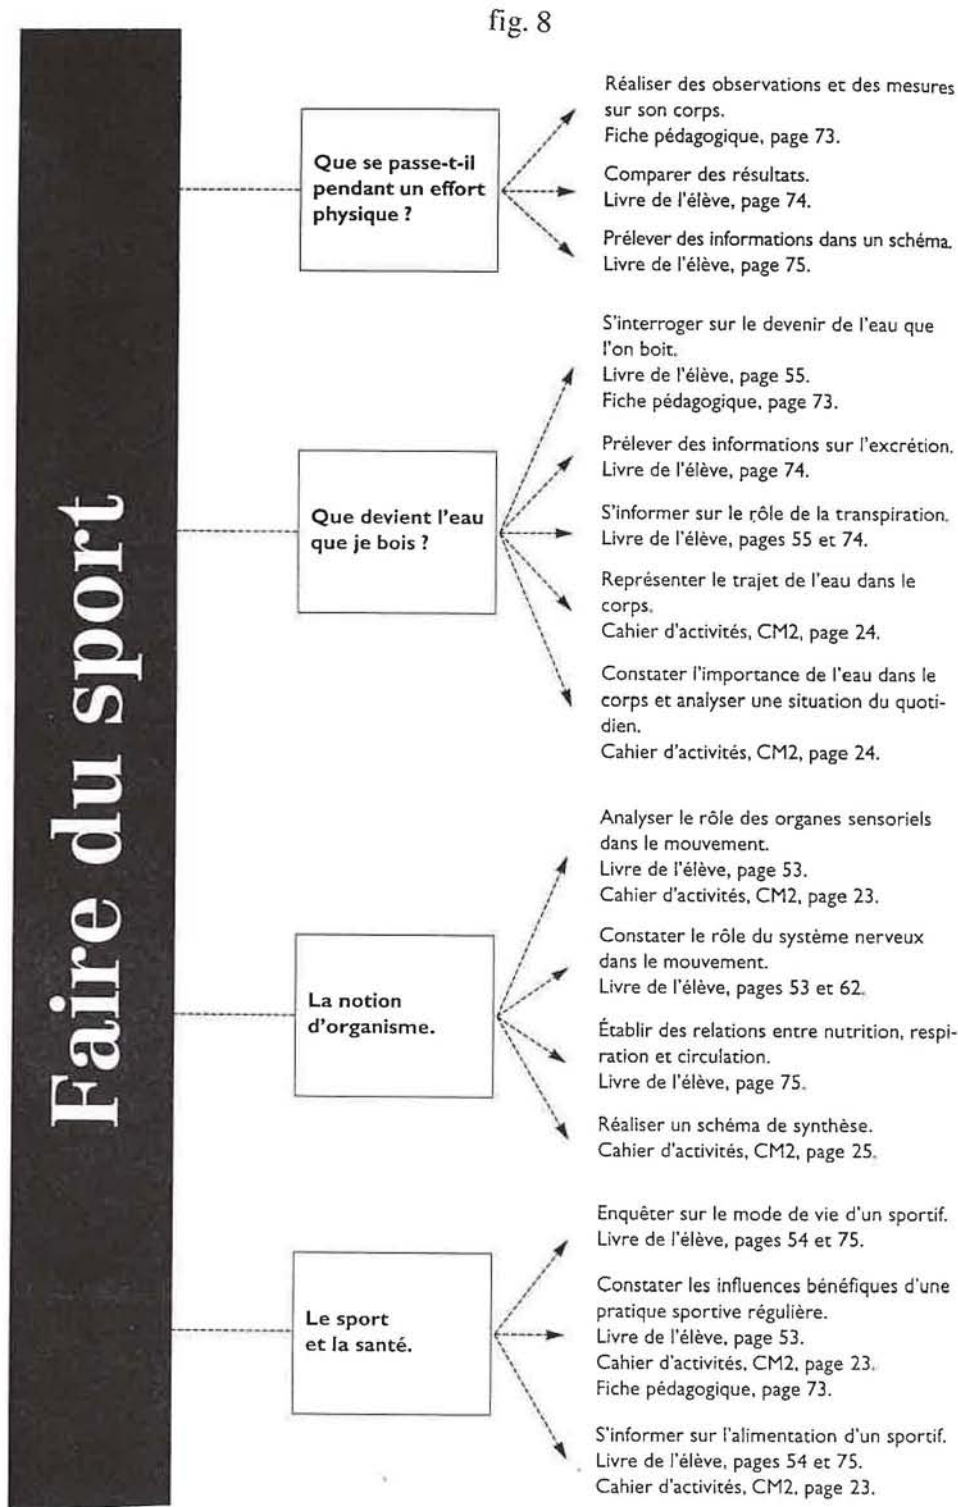 fig. 8
Faire du sport
Que se passe-t-il
pendant un effort
physique ?
Réaliser des observations et des mesures
sur son corps.
Fiche pédagogique, page 73.
Comparer des résultats.
Livre de l'élève, page 74.
Prélever des informations dans un schéma.
Livre de l'élève, page 75.
Que devient l'eau
que je bois ?
S'interroger sur le devenir de l'eau que
l'on boit.
Livre de l'élève, page 55.
Fiche pédagogique, page 73.
Prélever des informations sur l'excrétion.
Livre de l'élève, page 74.
S'informer sur le rôle de la transpiration.
Livre de l'élève, pages 55 et 74.
Représenter le trajet de l'eau dans le
corps.
Cahier d'activités, CM2, page 24.
Constater l'importance de l'eau dans le
corps et analyser une situation du quoti-
dien.
Cahier d'activités, CM2, page 24.
La notion
d'organisme.
Analyser le rôle des organes sensoriels
dans le mouvement.
Livre de l'élève, page 53.
Cahier d'activités, CM2, page 23.
Constater le rôle du système nerveux
dans le mouvement.
Livre de l'élève, pages 53 et 62.
Établir des relations entre nutrition, respi-
ration et circulation.
Livre de l'élève, page 75.
Réaliser un schéma de synthèse.
Cahier d'activités, CM2, page 25.
Le sport
et la santé.
Enquêter sur le mode de vie d'un sportif.
Livre de l'élève, pages 54 et 75.
Constater les influences bénéfiques d'une
pratique sportive régulière.
Livre de l'élève, page 53.
Cahier d'activités, CM2, page 23.
Fiche pédagogique, page 73.
S'informer sur l'alimentation d'un sportif.
Livre de l'élève, pages 54 et 75.
Cahier d'activités, CM2, page 23.